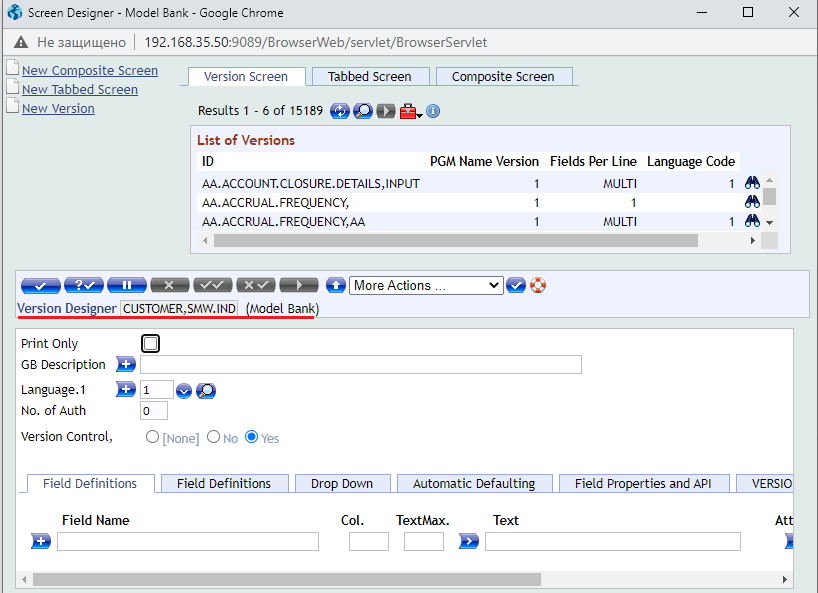 Screen Designer - Model Bank - Google Chrome
Не защищено 192.168.35.50:9089/BrowserWeb/servlet/BrowserServlet
New Composite Screen
New Tabbed Screen
New Version
Version Screen Tabbed Screen Composite Screen
Results 1 - 6 of 15189
List of Versions
ID PGM Name Version Fields Per Line Language Code
AA.ACCOUNT.CLOSURE.DETAILS,INPUT 1 MULTI 1
AA.ACCRUAL.FREQUENCY, 1 1
AA.ACCRUAL.FREQUENCY,AA 1 MULTI 1
More Actions ...
Version Designer CUSTOMER,SMW.IND (Model Bank)
Print Only
GB Description
Language.1 1
No. of Auth 0
Version Control, [None] No Yes
Field Definitions Field Definitions Drop Down Automatic Defaulting Field Properties and API VERSIO
Field Name Col. TextMax. Text Att